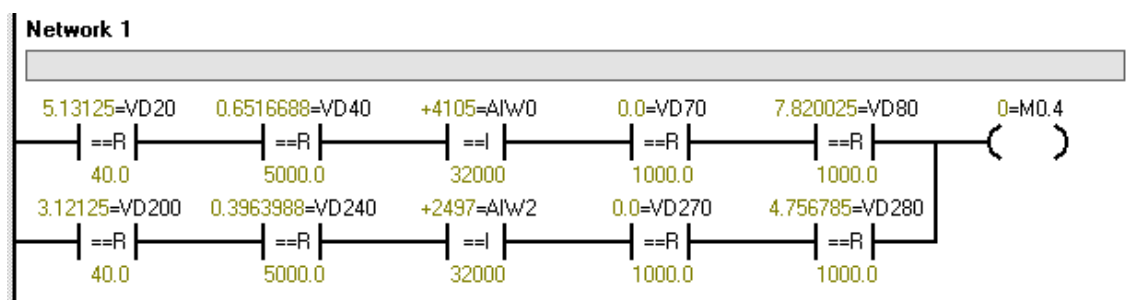 Network 1
5.13125=VD20 0.6516688=VD40 +4105=AIW0 0.0=VD70 7.820025=VD80 0=M0.4
==R ==R ==I ==R ==R
40.0 5000.0 32000 1000.0 1000.0
3.12125=VD200 0.3963988=VD240 +2497=AIW2 0.0=VD270 4.756785=VD280
==R ==R ==I ==R ==R
40.0 5000.0 32000 1000.0 1000.0